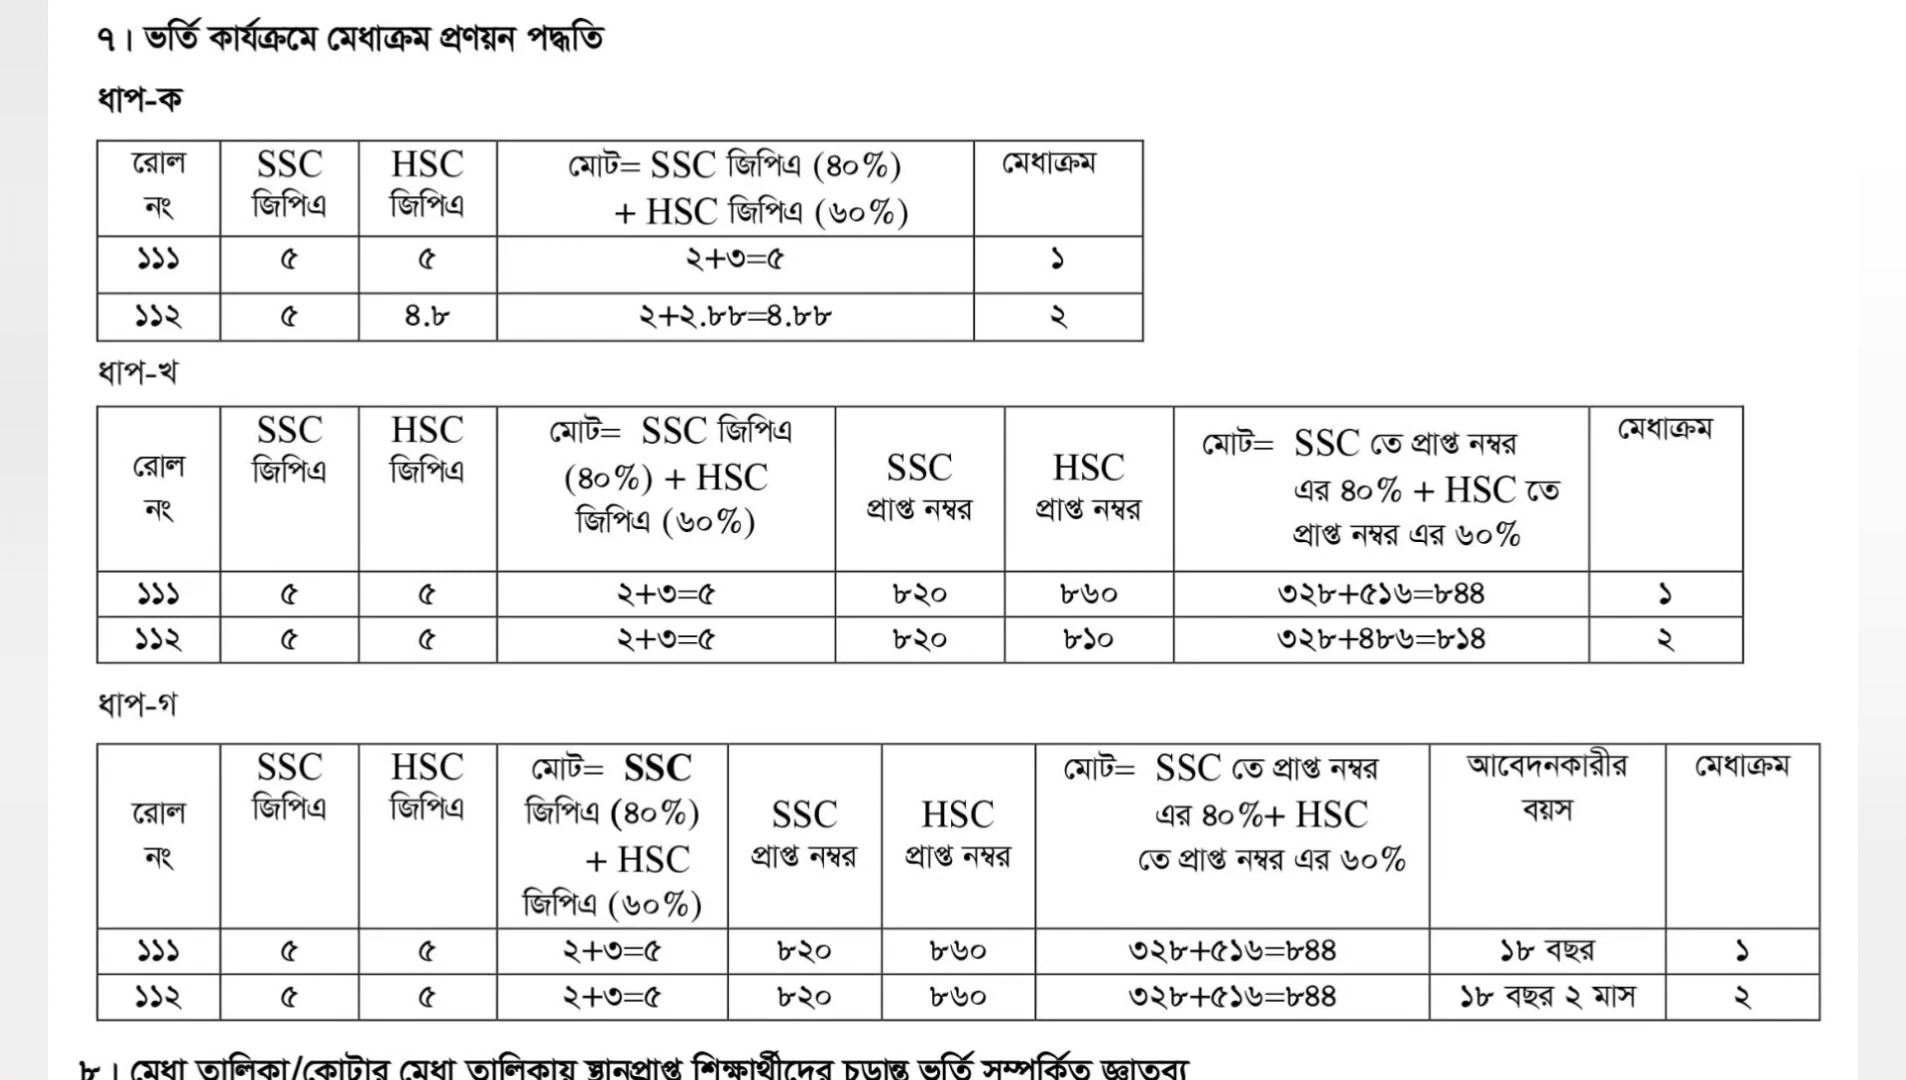 ৭। ভর্তি কার্যক্রমে মেধাক্রম প্রণয়ন পদ্ধতি
ধাপ-ক
রোল নং SSC জিপিএ HSC জিপিএ মোট= SSC জিপিএ (৪০%) + HSC জিপিএ (৬০%) মেধাক্রম
১১১ ৫ ৫ ২+৩=৫ ১
১১২ ৫ ৪.৮ ২+২.৮৮=৪.৮৮ ২
ধাপ-খ
রোল নং SSC জিপিএ HSC জিপিএ মোট= SSC জিপিএ (৪০%) + HSC জিপিএ (৬০%) SSC প্রাপ্ত নম্বর HSC প্রাপ্ত নম্বর মোট= SSC তে প্রাপ্ত নম্বর এর ৪০% + HSC তে প্রাপ্ত নম্বর এর ৬০% মেধাক্রম
১১১ ৫ ৫ ২+৩=৫ ৮২০ ৮৬০ ৩২৮+৫১৬=৮৪৪ ১
১১২ ৫ ৫ ২+৩=৫ ৮২০ ৮১০ ৩২৮+৪৮৬=৮১৪ ২
ধাপ-গ
রোল নং SSC জিপিএ HSC জিপিএ মোট= SSC জিপিএ (৪০%) + HSC জিপিএ (৬০%) SSC প্রাপ্ত নম্বর HSC প্রাপ্ত নম্বর মোট= SSC তে প্রাপ্ত নম্বর এর ৪০%+ HSC তে প্রাপ্ত নম্বর এর ৬০% আবেদনকারীর বয়স মেধাক্রম
১১১ ৫ ৫ ২+৩=৫ ৮২০ ৮৬০ ৩২৮+৫১৬=৮৪৪ ১৮ বছর ১
১১২ ৫ ৫ ২+৩=৫ ৮২০ ৮৬০ ৩২৮+৫১৬=৮৪৪ ১৮ বছর ২ মাস ২
৮। মেধা তালিকা/কোটার মেধা তালিকায় স্থানপ্রাপ্ত শিক্ষার্থীদের চূড়ান্ত ভর্তি সম্পর্কিত জ্ঞাতব্য